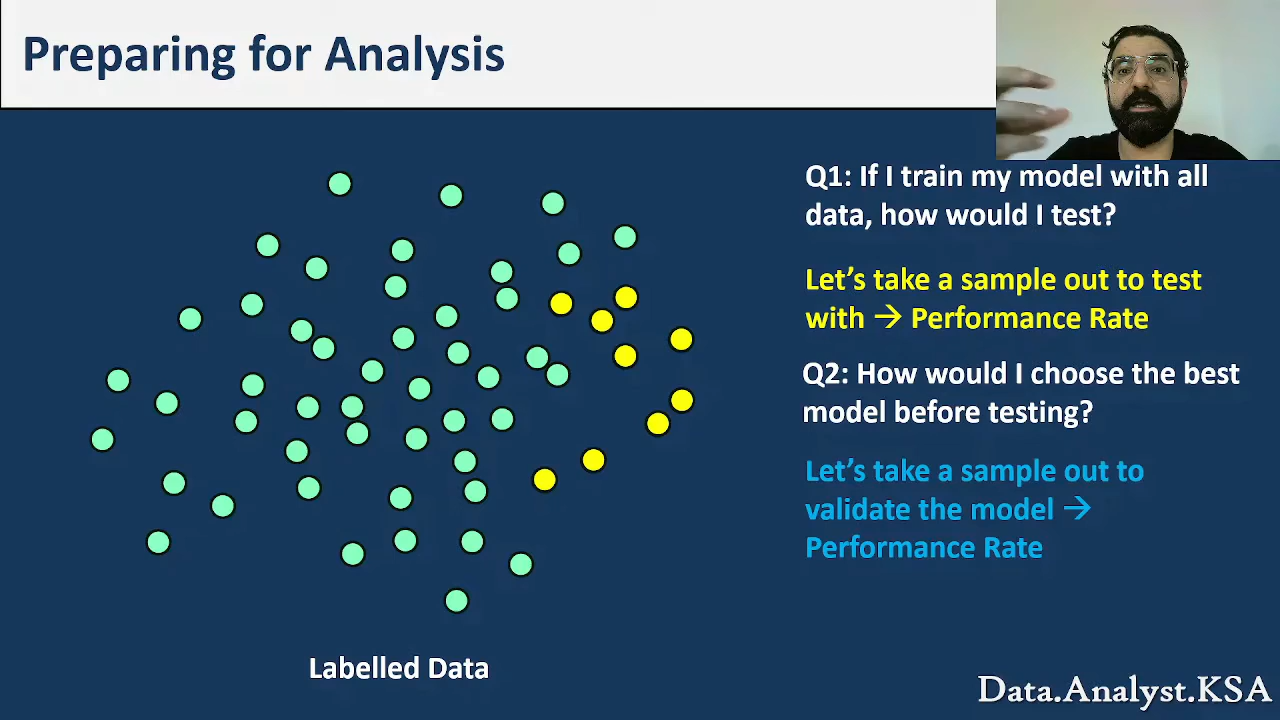 Preparing for Analysis
Q1: If I train my model with all
data, how would I test?
Let's take a sample out to test
with → Performance Rate
Q2: How would I choose the best
model before testing?
Let's take a sample out to
validate the model →
Performance Rate
Labelled Data
Data.Analyst.KSA